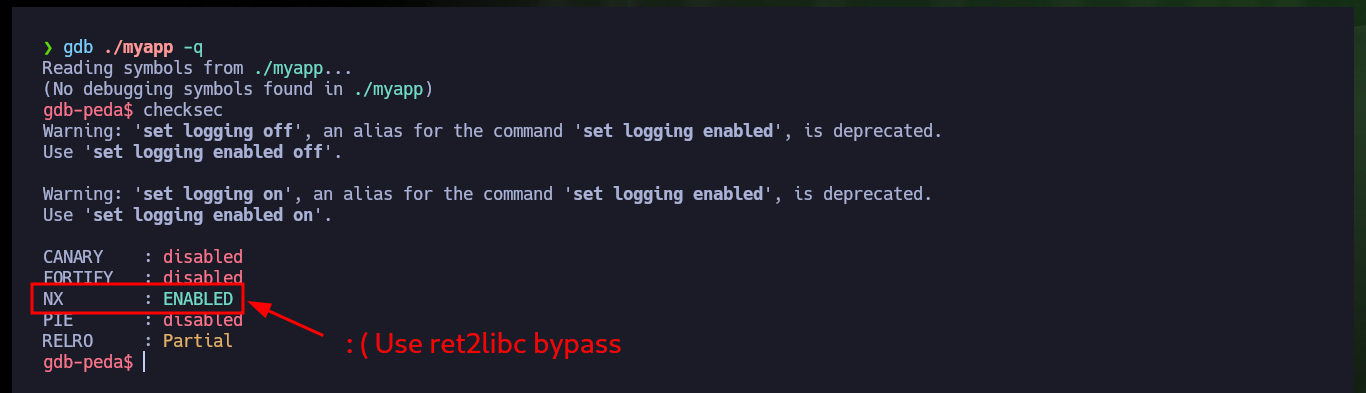 ❯ gdb ./myapp -q
Reading symbols from ./myapp...
(No debugging symbols found in ./myapp)
gdb-peda$ checksec
Warning: 'set logging off', an alias for the command 'set logging enabled', is deprecated.
Use 'set logging enabled off'.
Warning: 'set logging on', an alias for the command 'set logging enabled', is deprecated.
Use 'set logging enabled on'.
CANARY    : disabled
FORTIFY   : disabled
NX        : ENABLED
PIE       : disabled
RELRO     : Partial
: ( Use ret2libc bypass
gdb-peda$